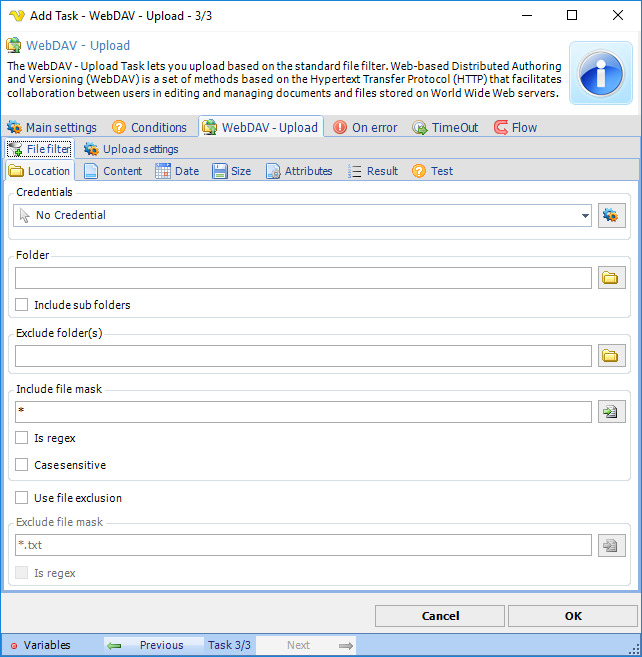 Add Task - WebDAV - Upload - 3/3
WebDAV - Upload
The WebDAV - Upload Task lets you upload based on the standard file filter. Web-based Distributed Authoring
and Versioning (WebDAV) is a set of methods based on the Hypertext Transfer Protocol (HTTP) that facilitates
collaboration between users in editing and managing documents and files stored on World Wide Web servers.
Main settings Conditions WebDAV - Upload On error TimeOut Flow
File filter Upload settings
Location Content Date Size Attributes Result Test
Credentials
No Credential
Folder
Include sub folders
Exclude folder(s)
Include file mask
*
Is regex
Case sensitive
Use file exclusion
Exclude file mask
*.txt
Is regex
Cancel OK
Variables Previous Task 3/3 Next